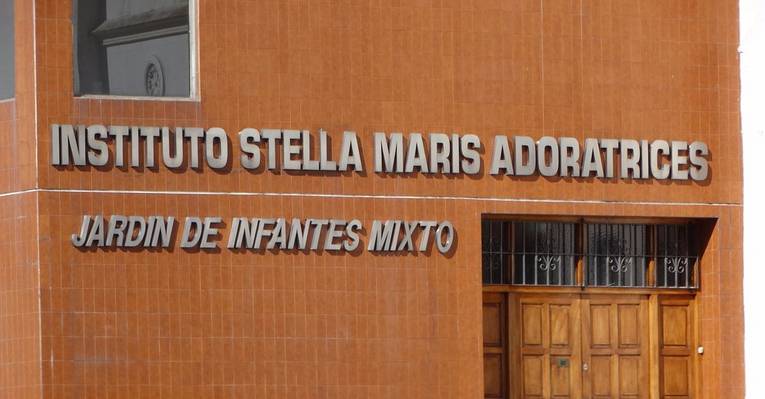 INSTITUTO STELLA MARIS ADORATRICES
JARDIN DE INFANTES MIXTO